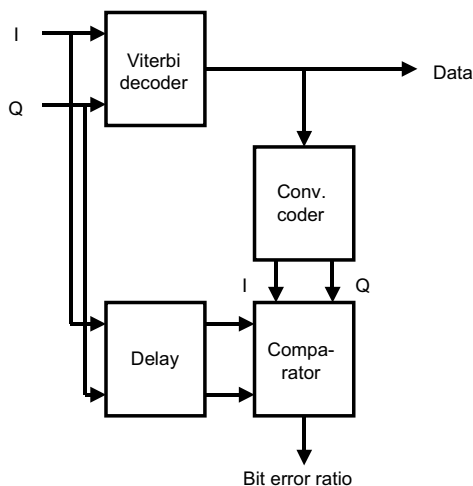 I
Viterbi
decoder
Data
Q
Conv.
coder
I
Q
Delay
Compa-
rator
Bit error ratio